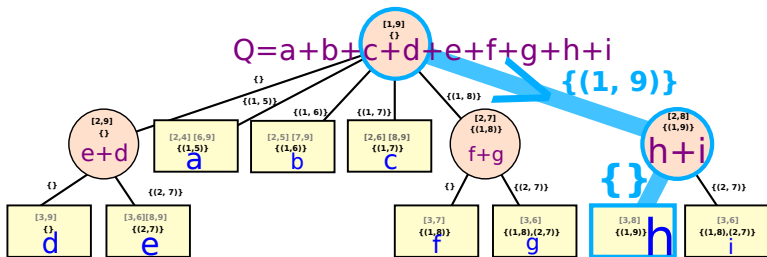 [1,9]
{}
Q=a+b+c+d+e+f+g+h+i
{}
{(1, 5)}
{(1, 6)}
{(1, 7)}
{(1, 8)}
{(1, 9)}
[2,9]
{}
e+d
[2,4] [6,9]
{(1,5)}
a
[2,5] [7,9]
{(1,6)}
b
[2,6] [8,9]
{(1,7)}
c
[2,7]
{(1,8)}
f+g
[2,8]
{(1,9)}
h+i
{}
{(2, 7)}
{}
{(2, 7)}
{}
{(2, 7)}
[3,9]
{}
d
[3,6][8,9]
{(2,7)}
e
[3,7]
{(1,8)}
f
[3,6]
{(1,8),(2,7)}
g
[3,8]
{(1,9)}
h
[3,6]
{(1,8),(2,7)}
i